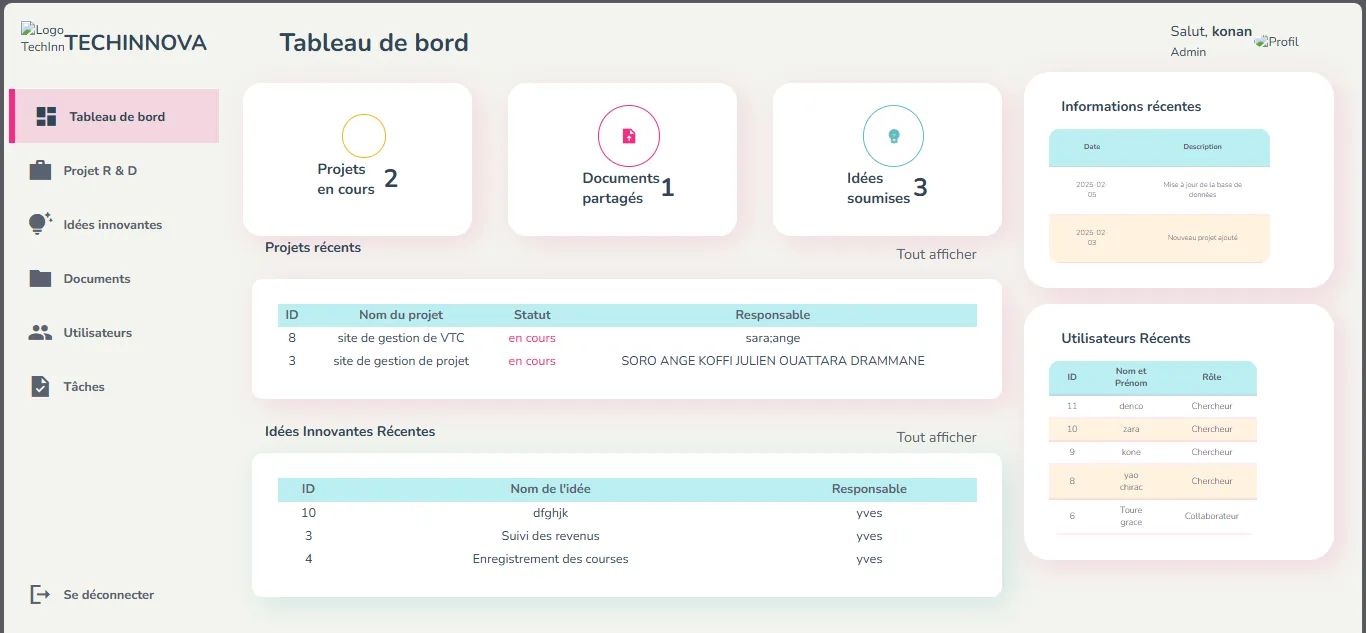 Logo
TechInn
TECHINNOVA
Tableau de bord
Salut, konan
Admin
Profil
Tableau de bord
Projet R & D
Idées innovantes
Documents
Utilisateurs
Tâches
Se déconnecter
Projets
en cours
2
Documents
partagés
1
Idées
soumises
3
Projets récents
Tout afficher
ID Nom du projet Statut Responsable
8 site de gestion de VTC en cours sara;ange
3 site de gestion de projet en cours SORO ANGE KOFFI JULIEN OUATTARA DRAMMANE
Idées Innovantes Récentes
Tout afficher
ID Nom de l'idée Responsable
10 dfghjk yves
3 Suivi des revenus yves
4 Enregistrement des courses yves
Informations récentes
Date Description
2025-02-
05
Mise à jour de la base de
données
2025-02-
03
Nouveau projet ajouté
Utilisateurs Récents
ID
Nom et
Prénom
Rôle
11 denco Chercheur
10 zara Chercheur
9 kone Chercheur
8
yao
chirac
Chercheur
6
Toure
grace
Collaborateur